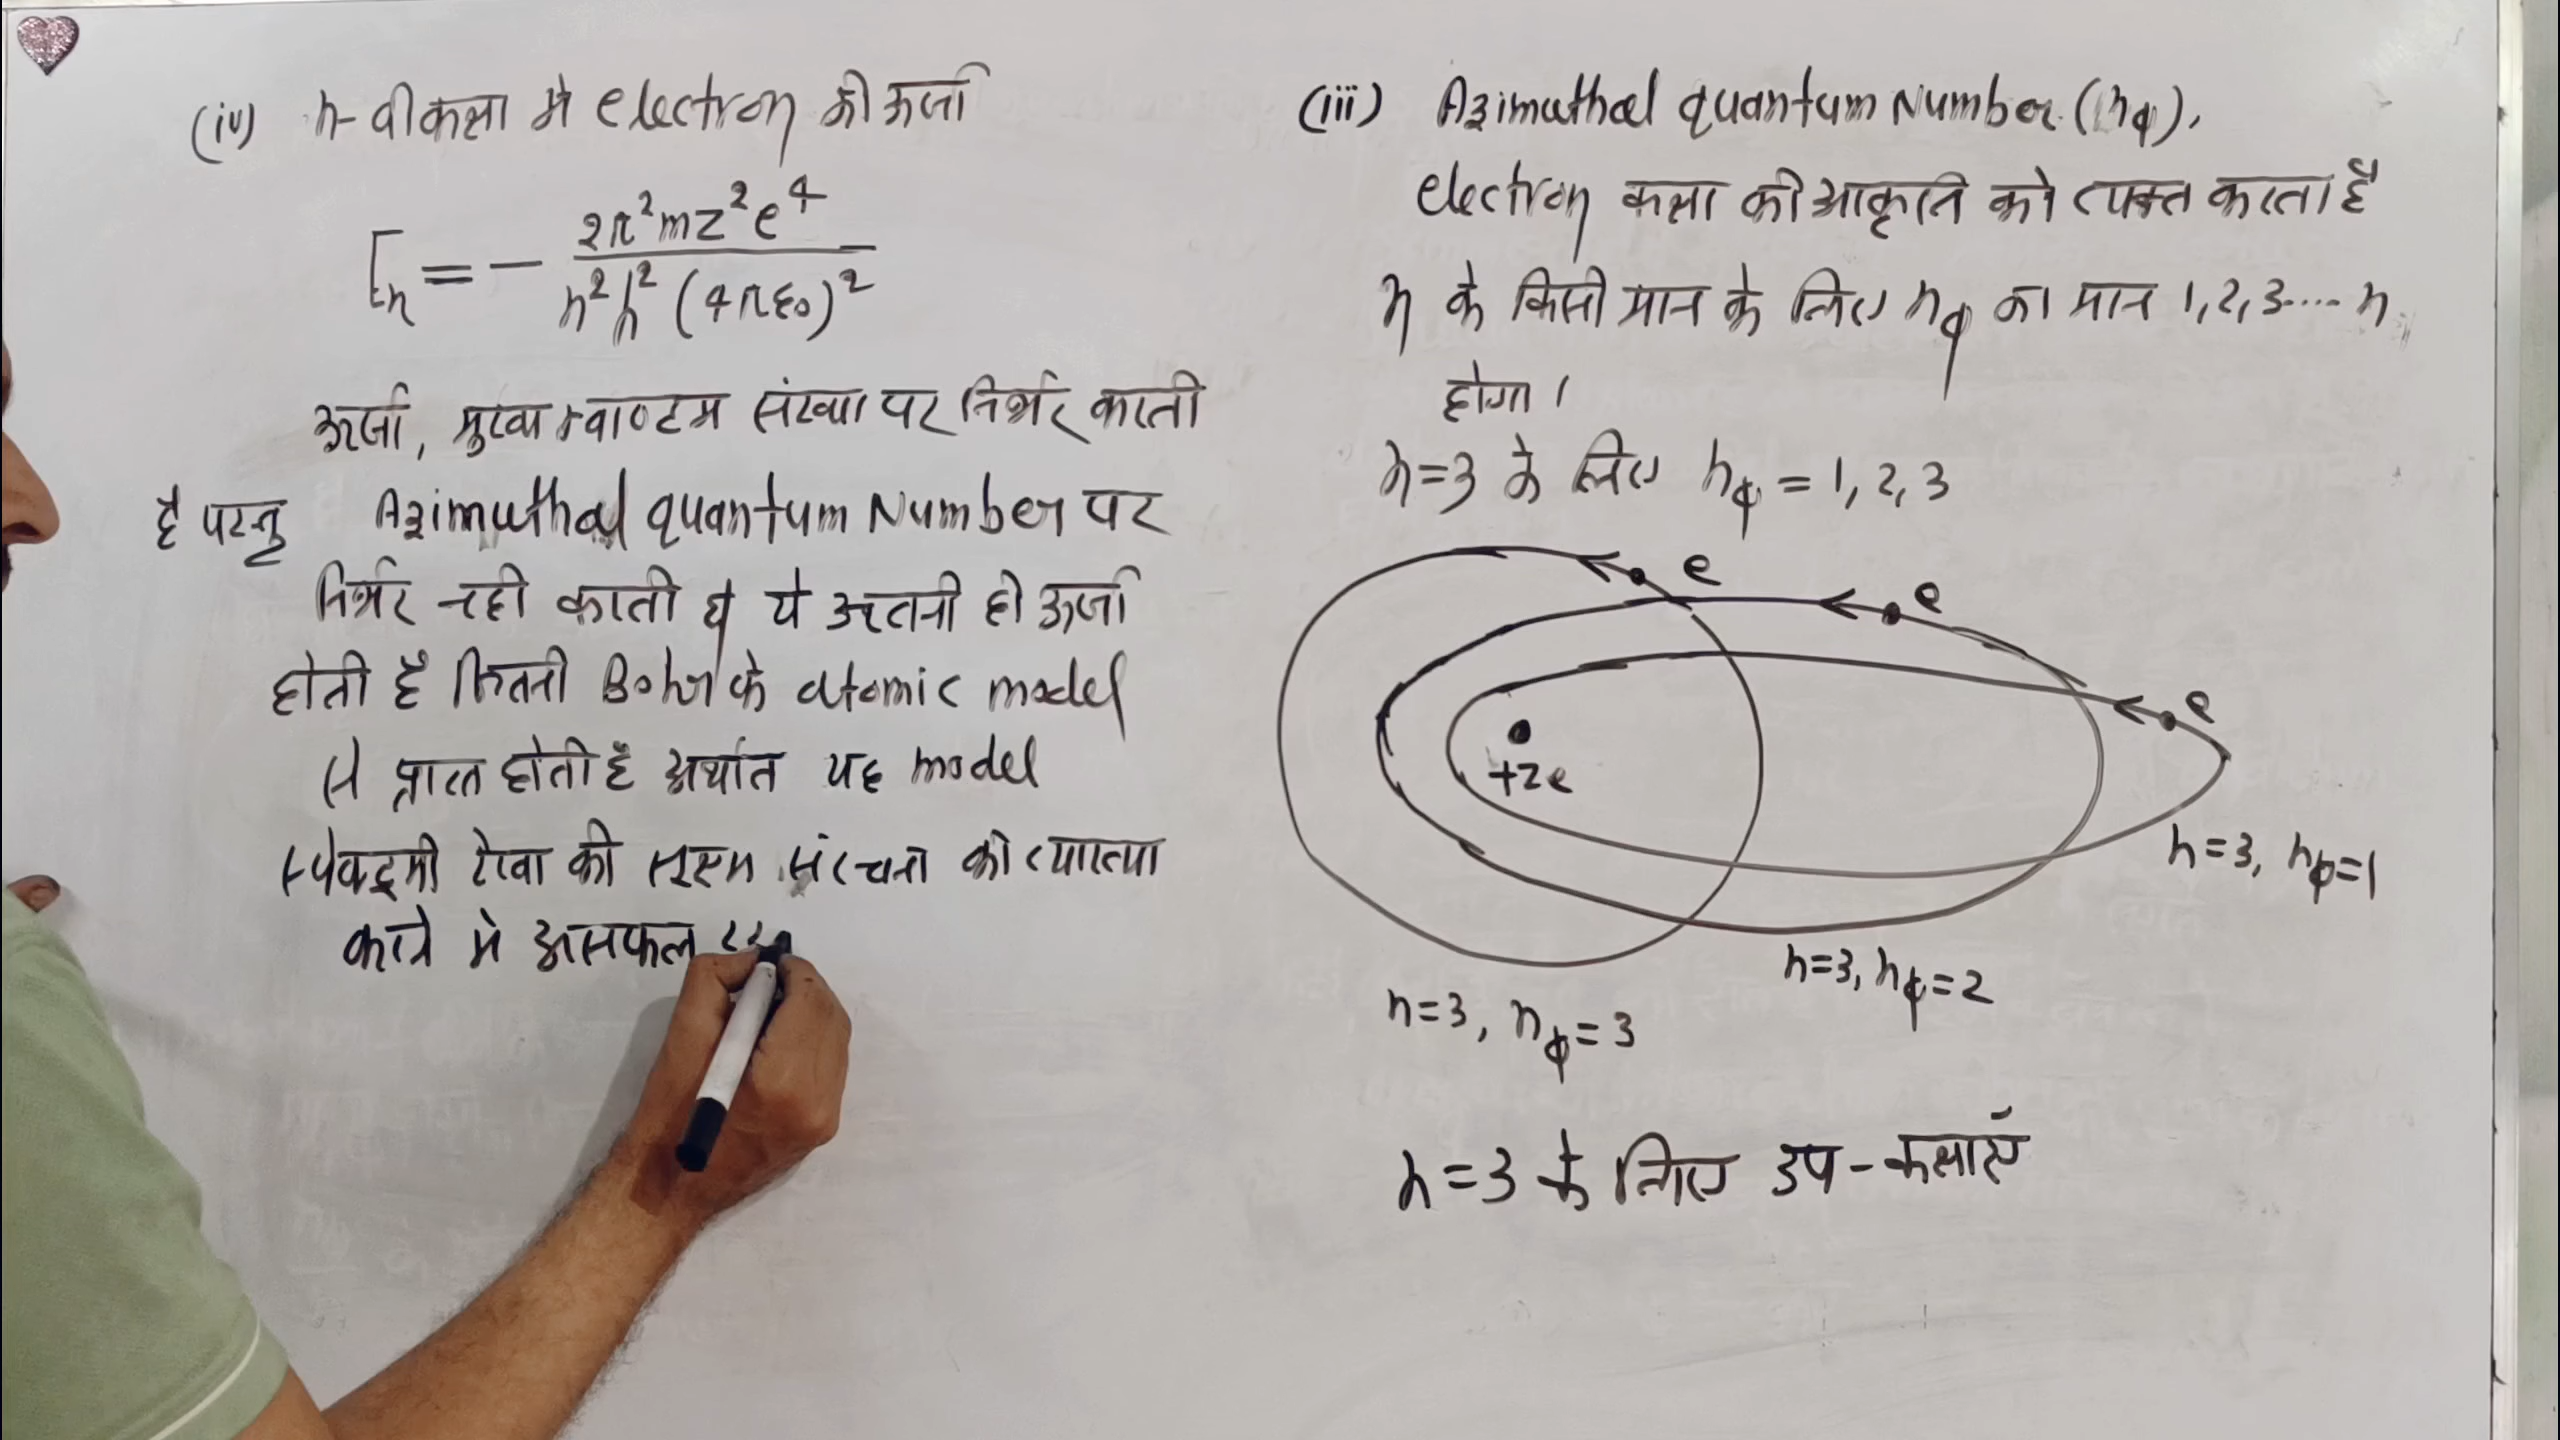 (iv) n-वी कक्षा मे electron की ऊर्जा
En = - 2π²mz²e⁴
n²h² (4πε₀)²
ऊर्जा, मुख्य क्वाण्टम संख्या पर निर्भर करती
है परन्तु Azimuthal quantum Number पर
निर्भर नही करती ये उतनी ही ऊर्जा
होती है जितनी Bohr के atomic model
से प्राप्त होती है अर्थात यह model
स्पेक्ट्रमी रेखा की सूक्ष्म संरचना की व्याख्या
करने मे असफल
(iii) Azimuthal quantum Number (nϕ),
electron कक्षा की आकृति को व्यक्त करता है
n के किसी मान के लिए nϕ का मान 1, 2, 3.... n
होगा।
n=3 के लिए nϕ = 1, 2, 3
e
e
e
+ze
n=3, nϕ=1
n=3, nϕ=2
n=3, nϕ=3
n=3 के लिए उप-कक्षाएँ